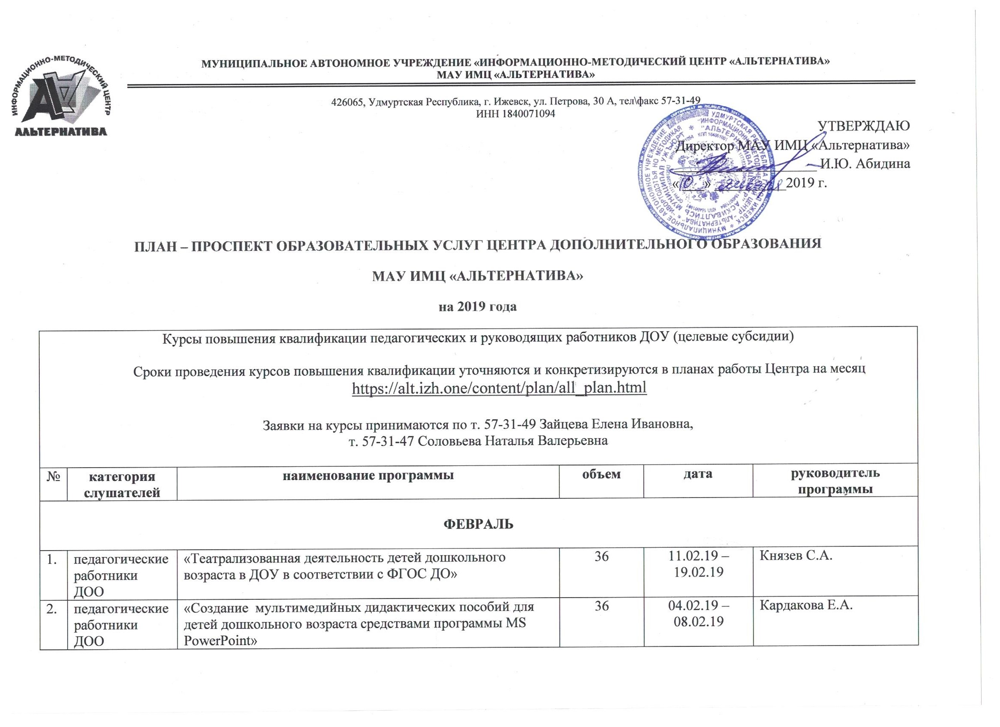 ИНФОРМАЦИОННО-МЕТОДИЧЕСКИЙ ЦЕНТР
АЛЬТЕРНАТИВА
МУНИЦИПАЛЬНОЕ АВТОНОМНОЕ УЧРЕЖДЕНИЕ «ИНФОРМАЦИОННО-МЕТОДИЧЕСКИЙ ЦЕНТР «АЛЬТЕРНАТИВА»
МАУ ИМЦ «АЛЬТЕРНАТИВА»
426065, Удмуртская Республика, г. Ижевск, ул. Петрова, 30 А, тел\факс 57-31-49
ИНН 1840071094
УТВЕРЖДАЮ
Директор МАУ ИМЦ «Альтернатива»
И.Ю. Абидина
«10» января 2019 г.
ПЛАН – ПРОСПЕКТ ОБРАЗОВАТЕЛЬНЫХ УСЛУГ ЦЕНТРА ДОПОЛНИТЕЛЬНОГО ОБРАЗОВАНИЯ
МАУ ИМЦ «АЛЬТЕРНАТИВА»
на 2019 года
Курсы повышения квалификации педагогических и руководящих работников ДОУ (целевые субсидии)
Сроки проведения курсов повышения квалификации уточняются и конкретизируются в планах работы Центра на месяц
https://alt.izh.one/content/plan/all_plan.html
Заявки на курсы принимаются по т. 57-31-49 Зайцева Елена Ивановна,
т. 57-31-47 Соловьева Наталья Валерьевна
№ категория слушателей наименование программы объем дата руководитель программы
ФЕВРАЛЬ
1. педагогические «Театрализованная деятельность детей дошкольного 36 11.02.19 – Князев С.А.
работники возраста в ДОУ в соответствии с ФГОС ДО» 19.02.19
ДОО
2. педагогические «Создание мультимедийных дидактических пособий для 36 04.02.19 – Кардакова Е.А.
работники детей дошкольного возраста средствами программы MS 08.02.19
ДОО PowerPoint»